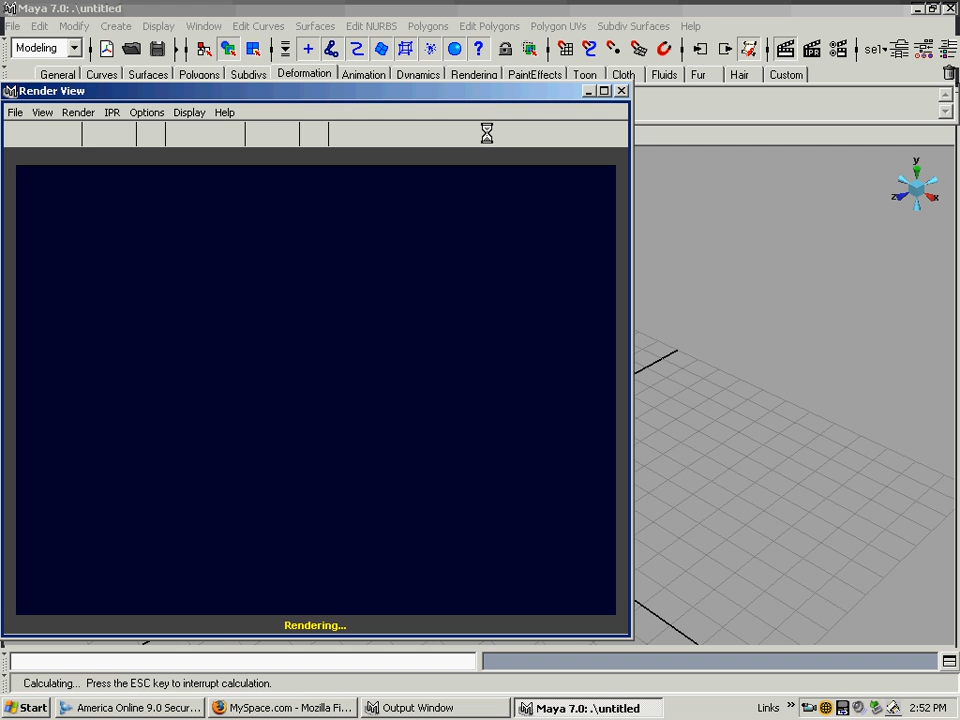 Maya 7.0: .\untitled
File Edit Modify Create Display Window Edit Curves Surfaces Edit NURBS Polygons Edit Polygons Polygon UVs Subdiv Surfaces Help
Modeling sel
General Curves Surfaces Polygons Subdivs Deformation Animation Dynamics Rendering PaintEffects Toon Cloth Fluids Fur Hair Custom
Render View
File View Render IPR Options Display Help
y
z x
Rendering...
Calculating... Press the ESC key to interrupt calculation.
Start America Online 9.0 Secur... MySpace.com - Mozilla Fi... Output Window Maya 7.0: .\untitled Links » 2:52 PM